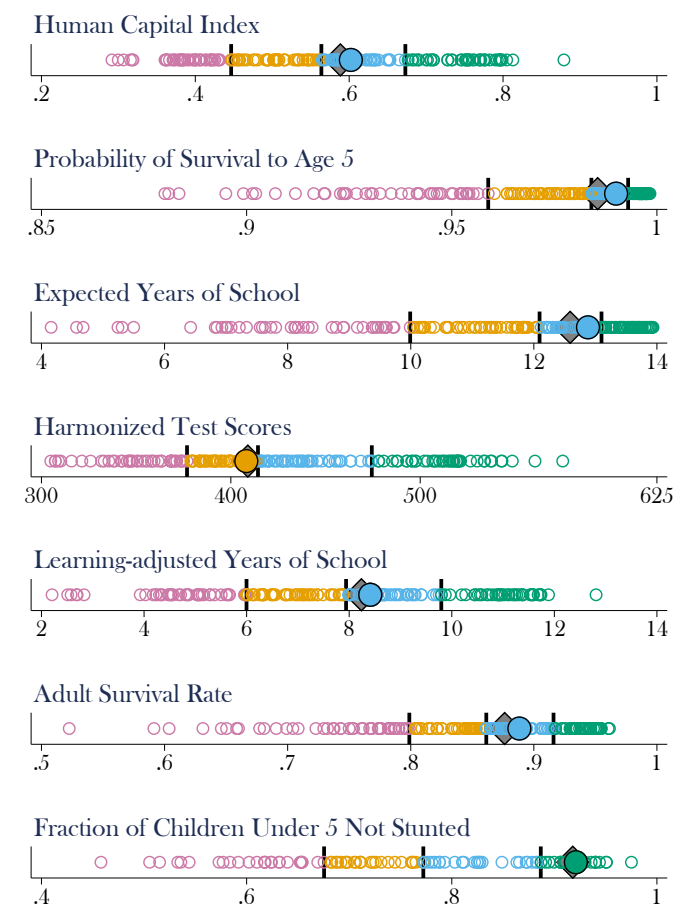 Human Capital Index
.2 .4 .6 .8 1
Probability of Survival to Age 5
.85 .9 .95 1
Expected Years of School
4 6 8 10 12 14
Harmonized Test Scores
300 400 500 625
Learning-adjusted Years of School
2 4 6 8 10 12 14
Adult Survival Rate
.5 .6 .7 .8 .9 1
Fraction of Children Under 5 Not Stunted
.4 .6 .8 1